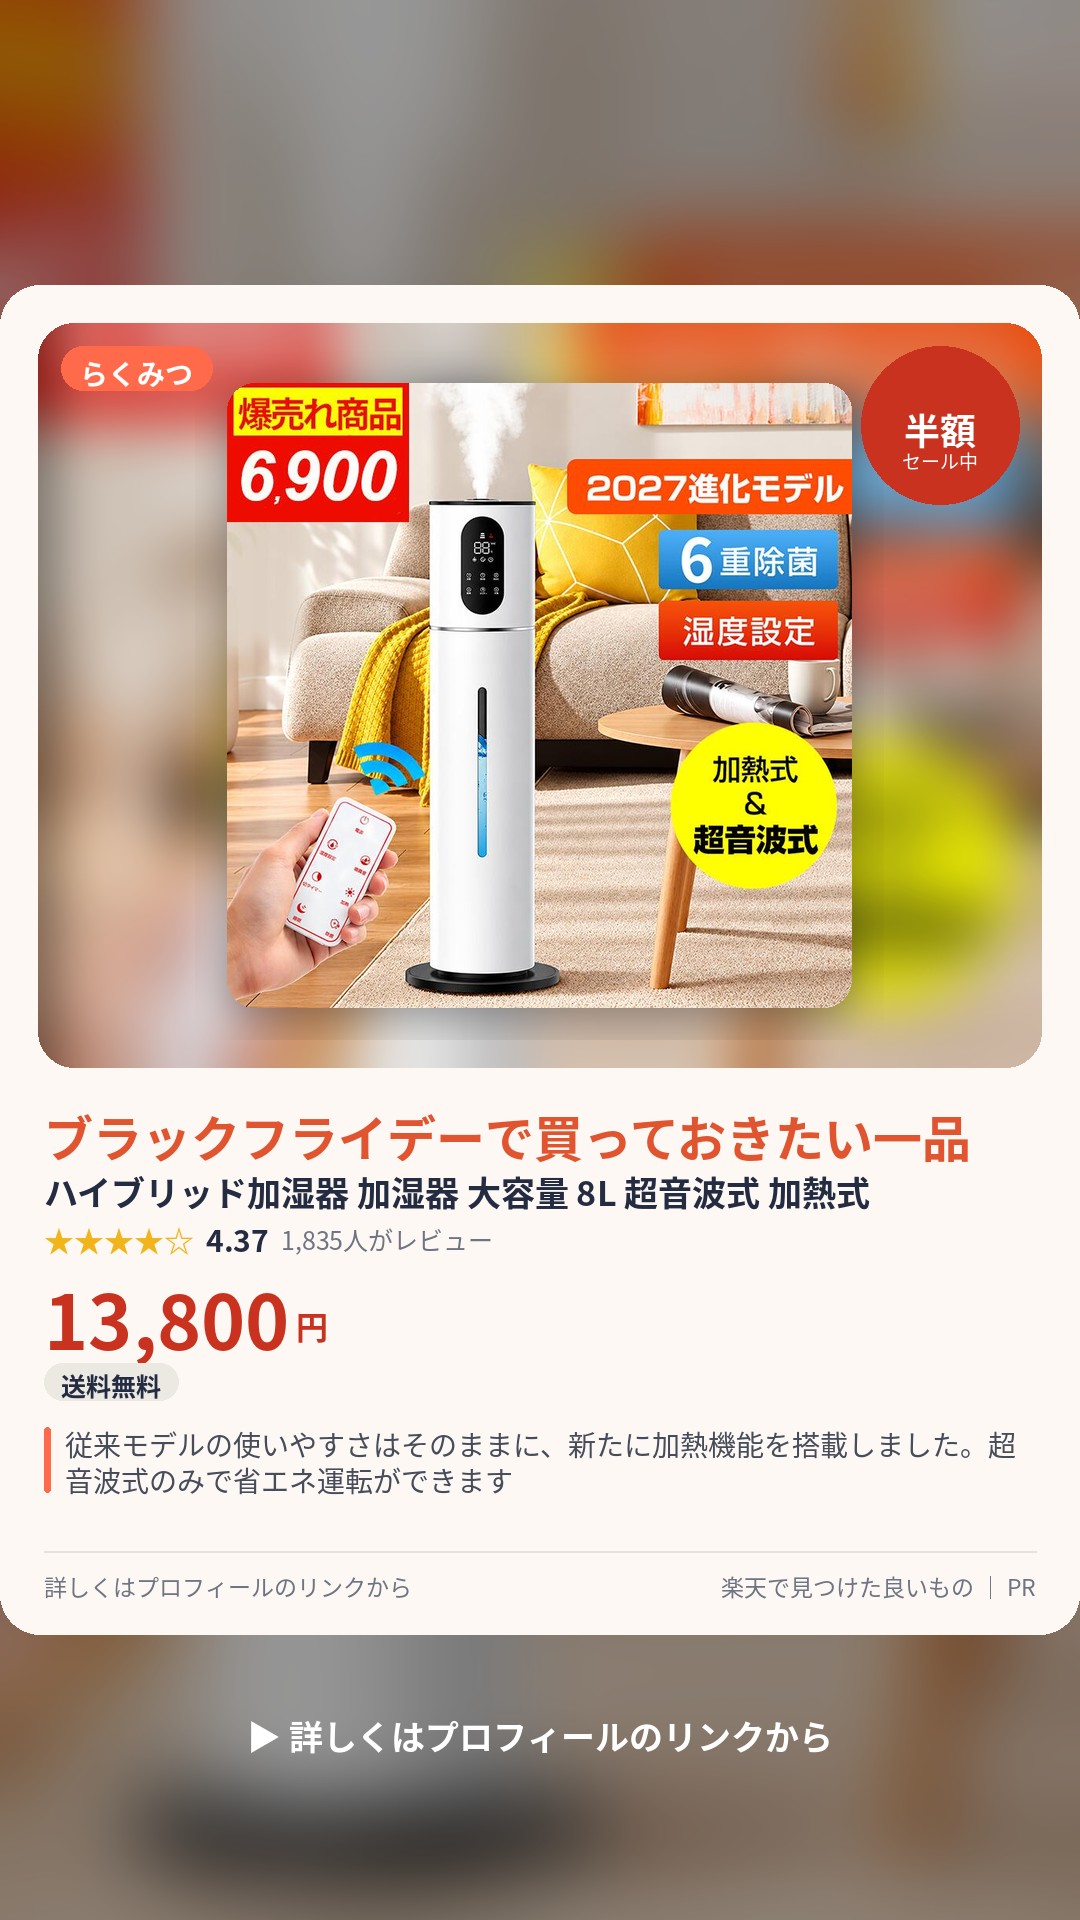 らくみつ
半額
セール中
爆売れ商品
6,900
2027進化モデル
6重除菌
湿度設定
加熱式
&
超音波式
ブラックフライデーで買っておきたい一品
ハイブリッド加湿器 加湿器 大容量 8L 超音波式 加熱式
★★★★☆ 4.37 1,835人がレビュー
13,800円
送料無料
従来モデルの使いやすさはそのままに、新たに加熱機能を搭載しました。超
音波式のみで省エネ運転ができます
詳しくはプロフィールのリンクから
楽天で見つけた良いもの｜PR
▶ 詳しくはプロフィールのリンクから